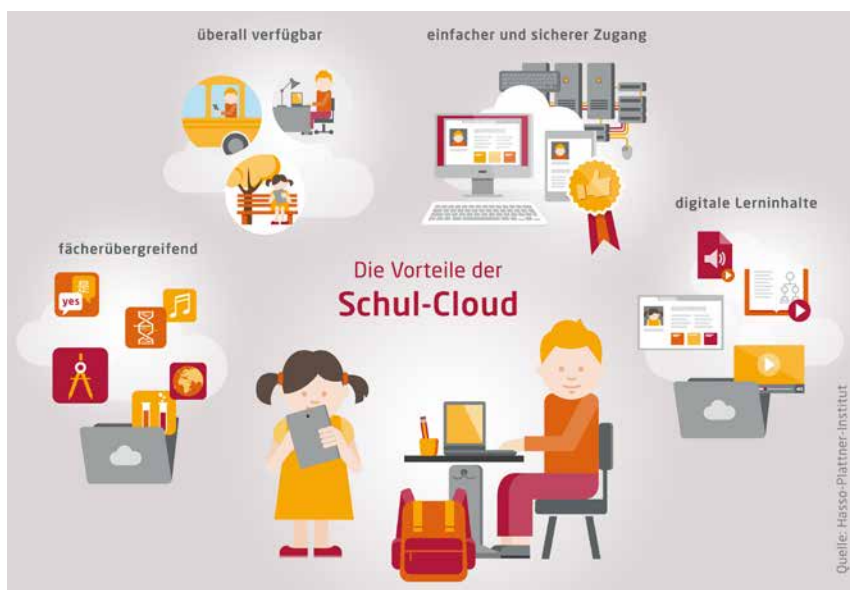 überall verfügbar
einfacher und sicherer Zugang
digitale Lerninhalte
fächerübergreifend
yes
Die Vorteile der
Schul-Cloud
Quelle: Hasso-Plattner-Institut